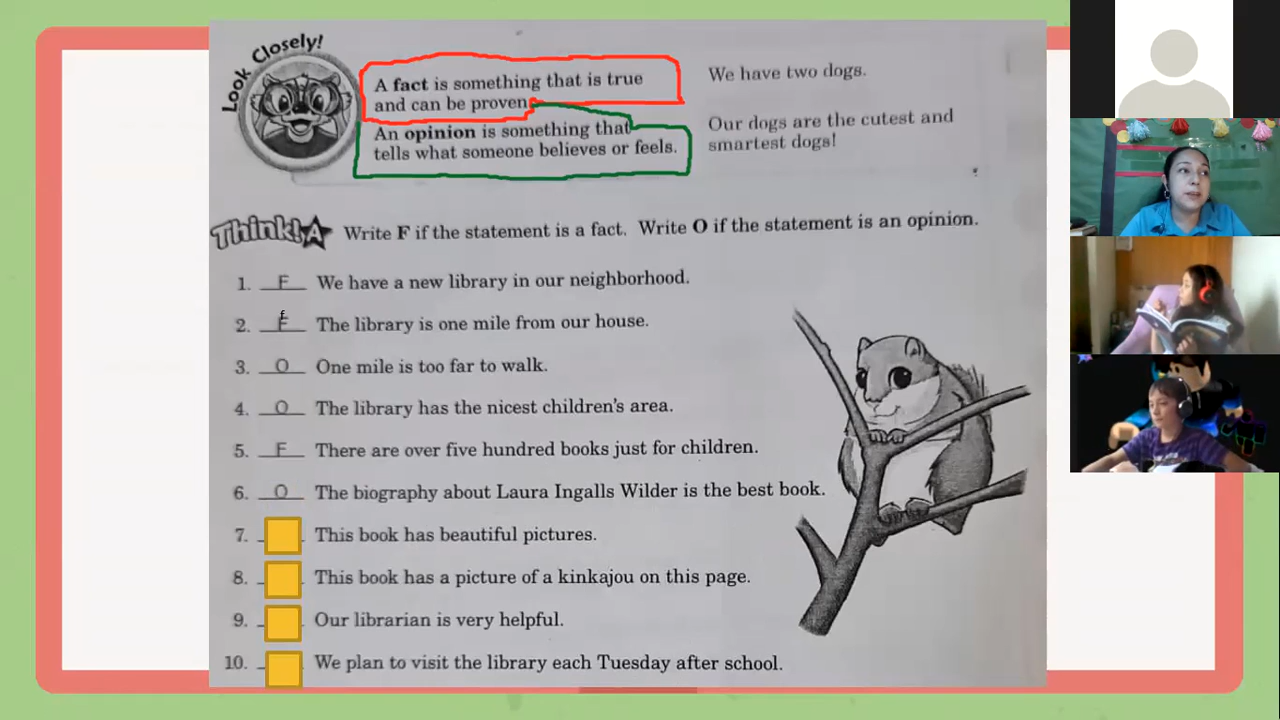 Look Closely!
A fact is something that is true
and can be proven
An opinion is something that
tells what someone believes or feels.
We have two dogs.
Our dogs are the cutest and
smartest dogs!
Think! A Write F if the statement is a fact. Write O if the statement is an opinion.
1. F We have a new library in our neighborhood.
2. F The library is one mile from our house.
3. O One mile is too far to walk.
4. O The library has the nicest children's area.
5. F There are over five hundred books just for children.
6. O The biography about Laura Ingalls Wilder is the best book.
7. This book has beautiful pictures.
8. This book has a picture of a kinkajou on this page.
9. Our librarian is very helpful.
10. We plan to visit the library each Tuesday after school.